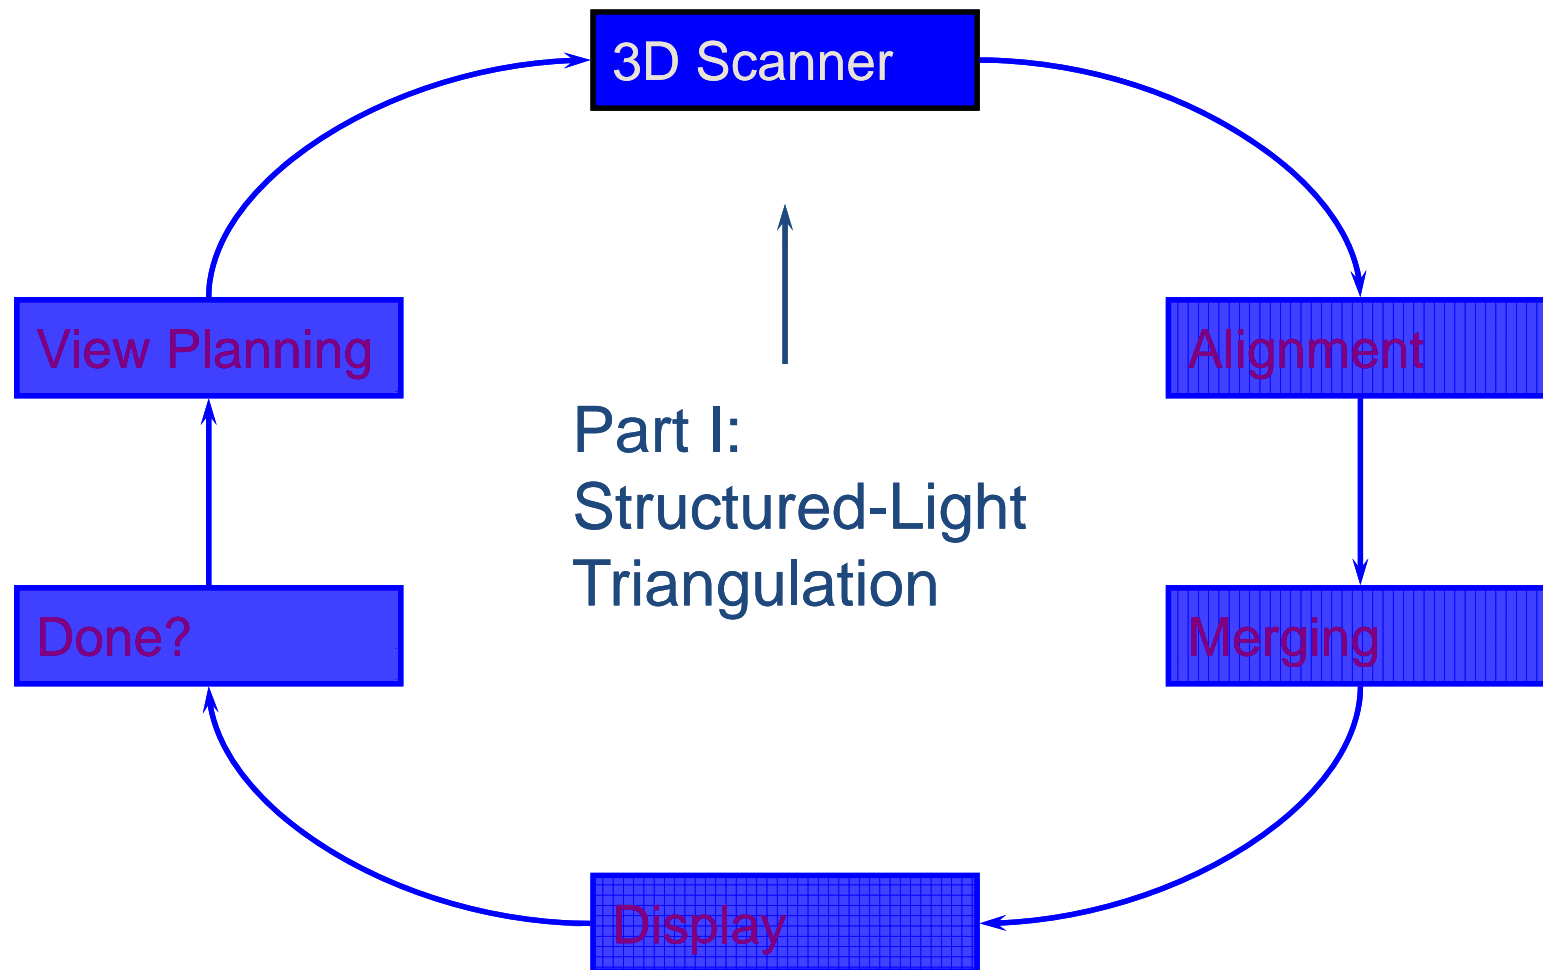 3D Scanner
View Planning
Alignment
Part I:
Structured-Light
Triangulation
Done?
Merging
Display